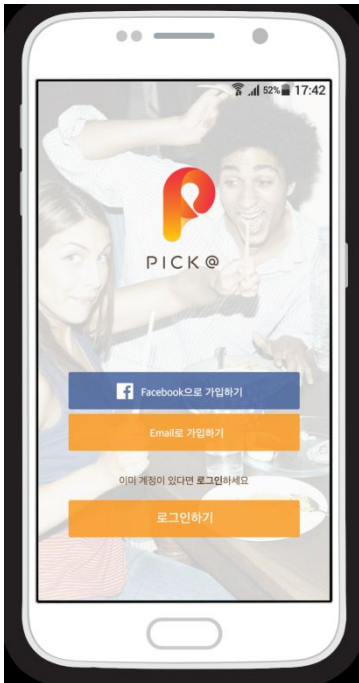 52% 17:42
PICK@
Facebook으로 가입하기
Email로 가입하기
이미 계정이 있다면 로그인하세요
로그인하기